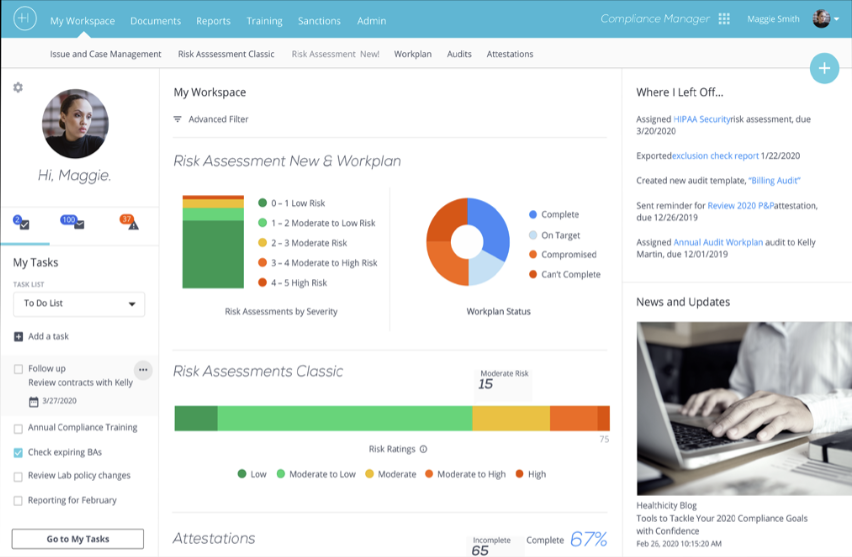 H
My Workspace Documents Reports Training Sanctions Admin
Compliance Manager
Maggie Smith
Issue and Case Management Risk Asssessment Classic Risk Assessment New! Workplan Audits Attestations
+
Hi, Maggie.
2
100
37
My Tasks
TASK LIST
To Do List
Add a task
Follow up
Review contracts with Kelly
3/27/2020
Annual Compliance Training
Check expiring BAs
Review Lab policy changes
Reporting for February
Go to My Tasks
My Workspace
Advanced Filter
Risk Assessment New & Workplan
0 – 1 Low Risk
1 – 2 Moderate to Low Risk
2 – 3 Moderate Risk
3 – 4 Moderate to High Risk
4 – 5 High Risk
Risk Assessments by Severity
Complete
On Target
Compromised
Can't Complete
Workplan Status
Risk Assessments Classic
Moderate Risk
15
75
Risk Ratings
Low Moderate to Low Moderate Moderate to High High
Attestations
Incomplete
65
Complete 67%
Where I Left Off...
Assigned HIPAA Securityrisk assessment, due
3/20/2020
Exportedexclusion check report 1/22/2020
Created new audit template, "Billing Audit"
Sent reminder for Review 2020 P&Pattestation,
due 12/26/2019
Assigned Annual Audit Workplan audit to Kelly
Martin, due 12/01/2019
News and Updates
Healthicity Blog
Tools to Tackle Your 2020 Compliance Goals
with Confidence
Feb 26, 2020 10:15:20 AM